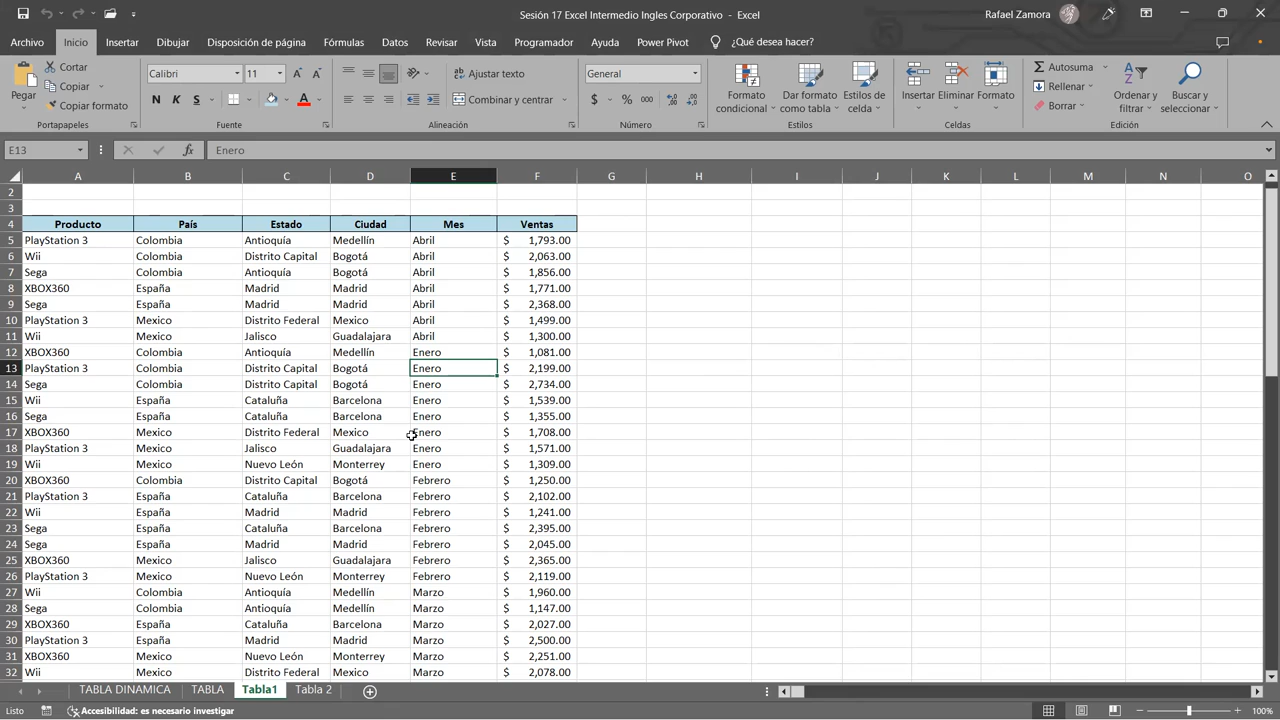 Sesión 17 Excel Intermedio Ingles Corporativo - Excel
Rafael Zamora
Archivo Inicio Insertar Dibujar Disposición de página Fórmulas Datos Revisar Vista Programador Ayuda Power Pivot ¿Qué desea hacer?
Pegar
Cortar
Copiar
Copiar formato
Portapapeles
Calibri 11
N K S
Fuente
Ajustar texto
Combinar y centrar
Alineación
General
$ % 000
Número
Formato condicional
Dar formato como tabla
Estilos de celda
Estilos
Insertar Eliminar Formato
Celdas
Autosuma
Rellenar
Borrar
Ordenar y filtrar
Buscar y seleccionar
Edición
E13 fx Enero
A B C D E F G H I J K L M N O
2
3
4 Producto País Estado Ciudad Mes Ventas
5 PlayStation 3 Colombia Antioquía Medellín Abril $ 1,793.00
6 Wii Colombia Distrito Capital Bogotá Abril $ 2,063.00
7 Sega Colombia Antioquía Medellín Abril $ 1,856.00
8 XBOX360 España Madrid Madrid Abril $ 1,771.00
9 Sega España Madrid Madrid Abril $ 2,368.00
10 PlayStation 3 Mexico Distrito Federal Mexico Abril $ 1,499.00
11 Wii Mexico Jalisco Guadalajara Abril $ 1,300.00
12 XBOX360 Colombia Antioquía Medellín Enero $ 1,081.00
13 PlayStation 3 Colombia Distrito Capital Bogotá Enero $ 2,199.00
14 Sega Colombia Distrito Capital Bogotá Enero $ 2,734.00
15 Wii España Cataluña Barcelona Enero $ 1,539.00
16 Sega España Cataluña Barcelona Enero $ 1,355.00
17 XBOX360 Mexico Distrito Federal Mexico Enero $ 1,708.00
18 PlayStation 3 Mexico Jalisco Guadalajara Enero $ 1,571.00
19 Wii Mexico Nuevo León Monterrey Enero $ 1,309.00
20 XBOX360 Colombia Distrito Capital Bogotá Febrero $ 1,250.00
21 PlayStation 3 España Cataluña Barcelona Febrero $ 2,102.00
22 Wii España Madrid Madrid Febrero $ 1,241.00
23 Sega España Cataluña Barcelona Febrero $ 2,395.00
24 Sega España Madrid Madrid Febrero $ 2,045.00
25 XBOX360 Mexico Jalisco Guadalajara Febrero $ 2,365.00
26 PlayStation 3 Mexico Nuevo León Monterrey Febrero $ 2,119.00
27 Wii Colombia Antioquía Medellín Marzo $ 1,960.00
28 Sega Colombia Antioquía Medellín Marzo $ 1,147.00
29 XBOX360 España Cataluña Barcelona Marzo $ 2,027.00
30 PlayStation 3 España Madrid Madrid Marzo $ 2,500.00
31 XBOX360 Mexico Nuevo León Monterrey Marzo $ 2,251.00
32 Wii Mexico Distrito Federal Mexico Marzo $ 2,078.00
TABLA DINAMICA TABLA Tabla1 Tabla 2
Listo Accesibilidad: es necesario investigar 100%